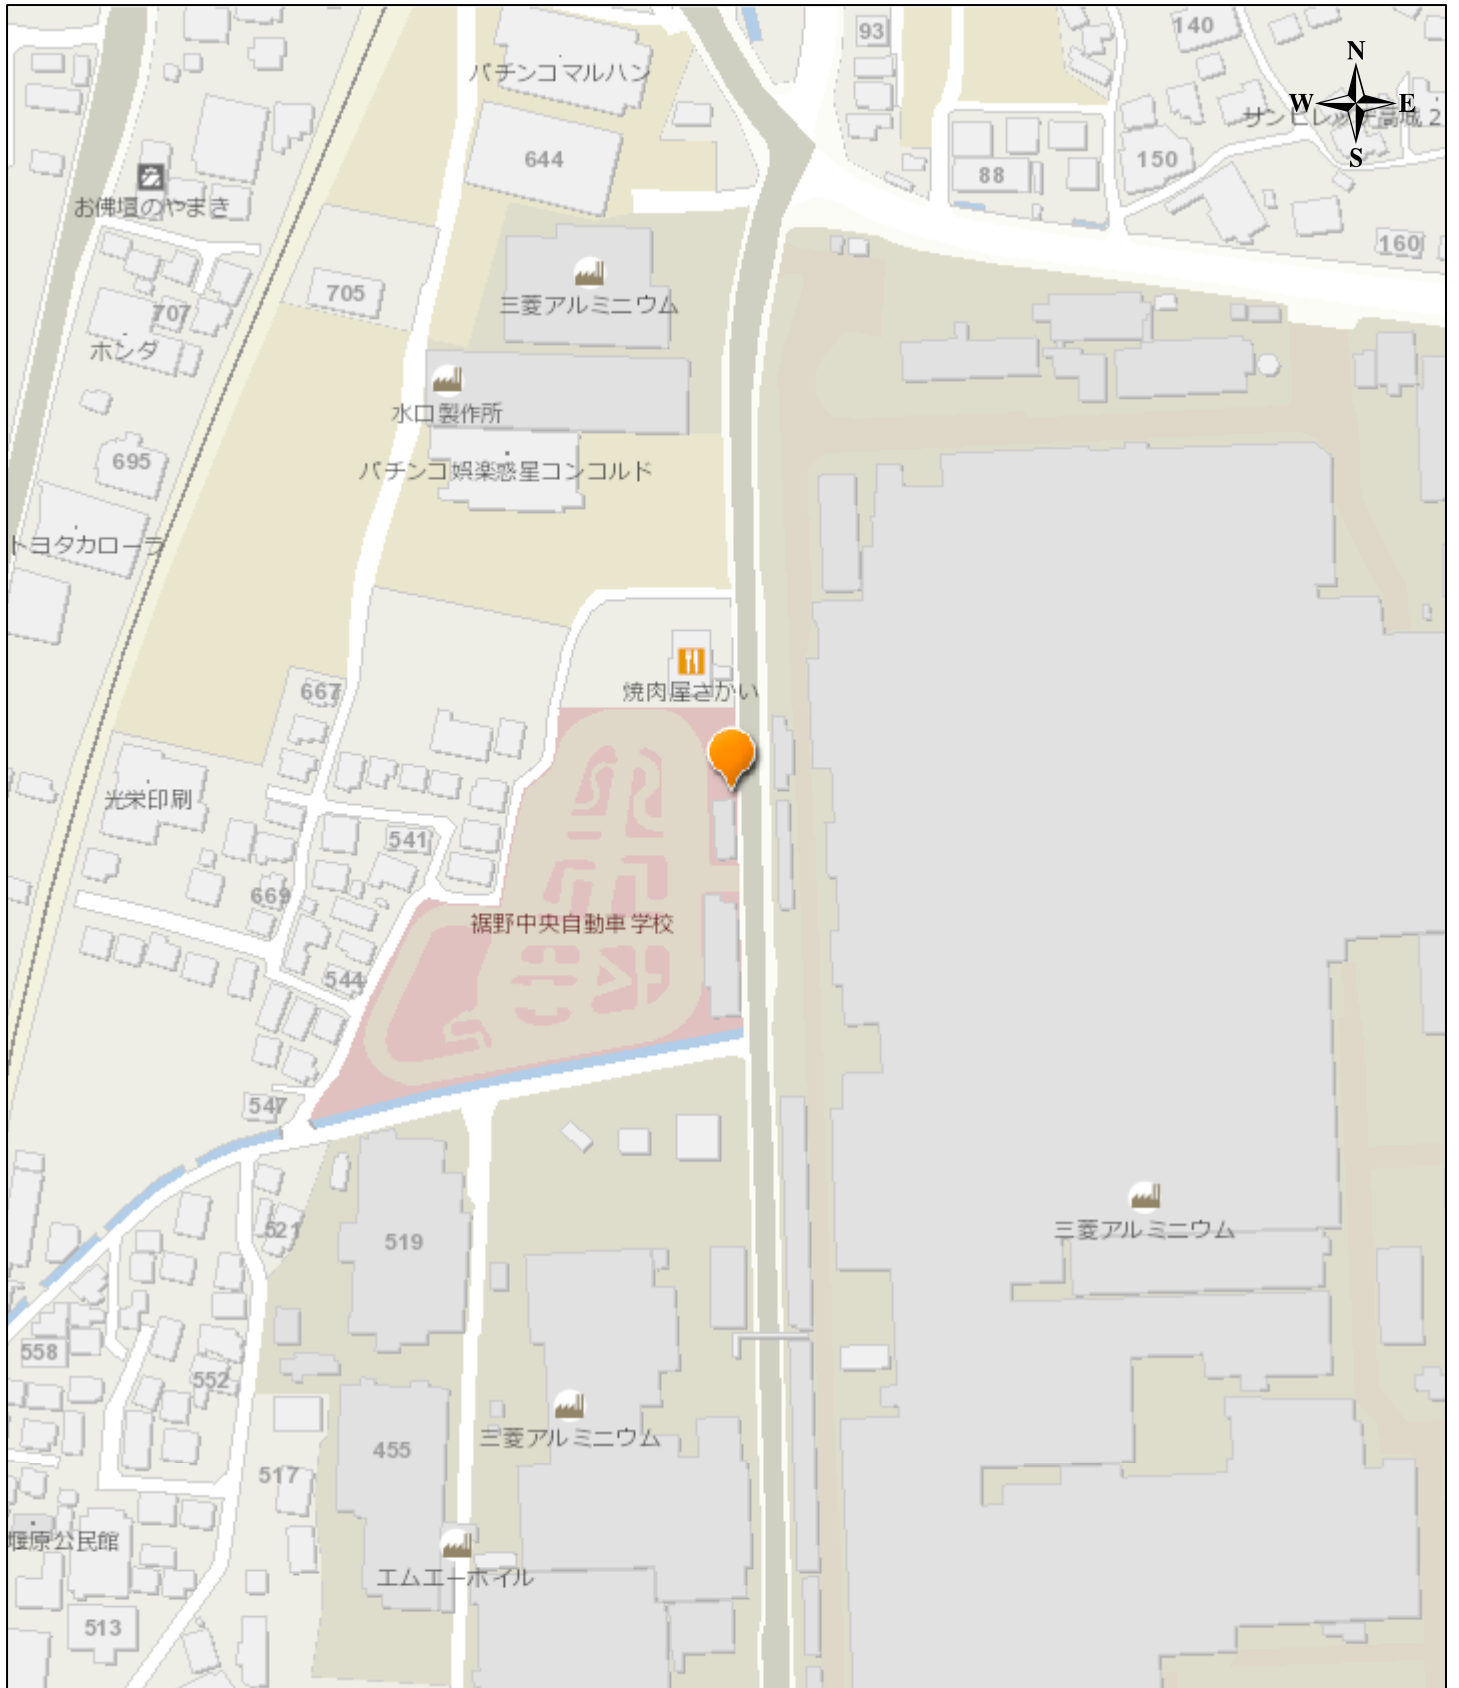 パチンコマルハン
93
140
N
W E
S
サンビレッジ高城 2
644
150
88
お佛壇のやまき
160
705
三菱アルミニウム
707
ホンダ
水口製作所
695
パチンコ娯楽惑星コンコルド
トヨタカローラ
667
焼肉屋さかい
光栄印刷
541
669
裾野中央自動車学校
544
547
521
519
三菱アルミニウム
558
552
三菱アルミニウム
455
517
堰原公民館
エムエーホイル
513